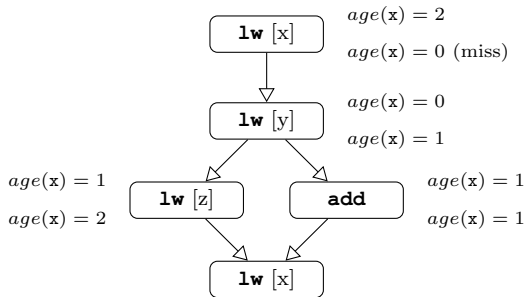 age(x) = 2
lw [x]
age(x) = 0 (miss)
age(x) = 0
lw [y]
age(x) = 1
age(x) = 1
lw [z]
age(x) = 2
add
age(x) = 1
age(x) = 1
lw [x]